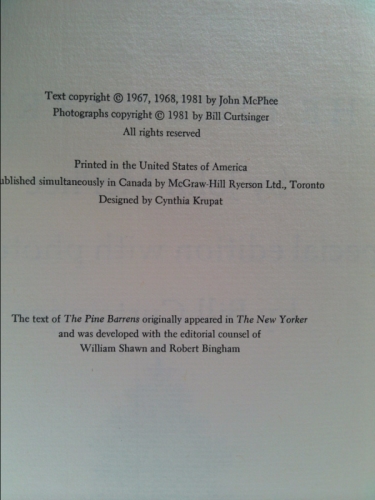 Text copyright © 1967, 1968, 1981 by John McPhee
Photographs copyright © 1981 by Bill Curtsinger
All rights reserved
Printed in the United States of America
ublished simultaneously in Canada by McGraw-Hill Ryerson Ltd., Toronto
Designed by Cynthia Krupat
The text of The Pine Barrens originally appeared in The New Yorker
and was developed with the editorial counsel of
William Shawn and Robert Bingham